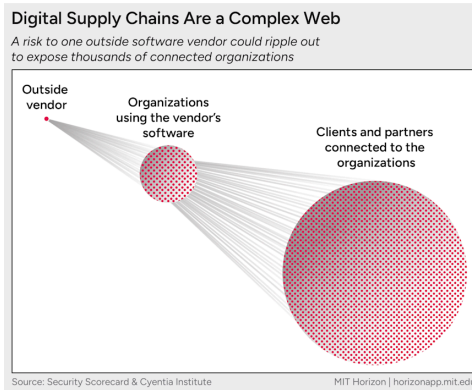 Digital Supply Chains Are a Complex Web
A risk to one outside software vendor could ripple out
to expose thousands of connected organizations
Outside
vendor
Organizations
using the vendor's
software
Clients and partners
connected to the
organizations
Source: Security Scorecard & Cyentia Institute
MIT Horizon | horizonapp.mit.edu